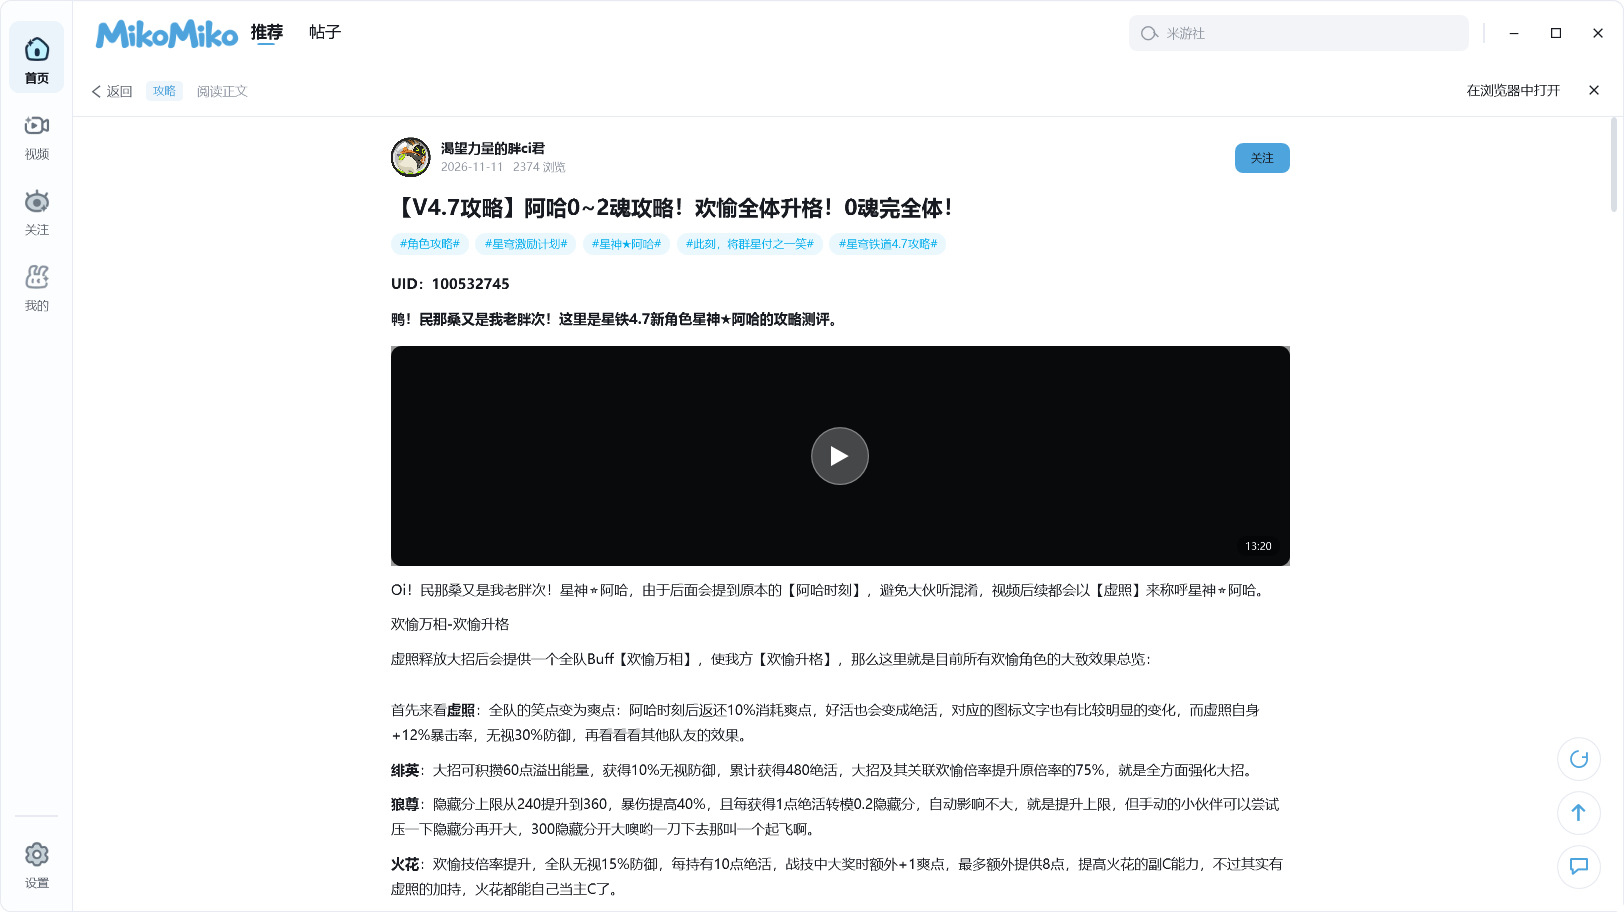 MikoMiko 推荐 帖子 米游社
首页
返回 攻略 阅读正文 在浏览器中打开
视频
关注
我的
设置
渴望力量的胖ci君
2026-11-11 2374 浏览
关注
【V4.7攻略】阿哈0~2魂攻略！欢愉全体升格！0魂完全体！
#角色攻略# #星穹激励计划# #星神★阿哈# #此刻，将群星付之一笑# #星穹铁道4.7攻略#
UID：100532745
鸭！民那桑又是我老胖次！这里是星铁4.7新角色星神★阿哈的攻略测评。
13:20
Oi！民那桑又是我老胖次！星神⭑阿哈，由于后面会提到原本的【阿哈时刻】，避免大伙听混淆，视频后续都会以【虚照】来称呼星神⭑阿哈。
欢愉万相-欢愉升格
虚照释放大招后会提供一个全队Buff【欢愉万相】，使我方【欢愉升格】，那么这里就是目前所有欢愉角色的大致效果总览：
首先来看虚照：全队的笑点变为爽点：阿哈时刻后返还10%消耗爽点，好活也会变成绝活，对应的图标文字也有比较明显的变化，而虚照自身
+12%暴击率，无视30%防御，再看看看其他队友的效果。
绯英：大招可积攒60点溢出能量，获得10%无视防御，累计获得480绝活，大招及其关联欢愉倍率提升原倍率的75%，就是全方面强化大招。
狼尊：隐藏分上限从240提升到360，暴伤提高40%，且每获得1点绝活转模0.2隐藏分，自动影响不大，就是提升上限，但手动的小伙伴可以尝试
压一下隐藏分再开大，300隐藏分开大噢哟一刀下去那叫一个起飞啊。
火花：欢愉技倍率提升，全队无视15%防御，每持有10点绝活，战技中大奖时额外+1爽点，最多额外提供8点，提高火花的副C能力，不过其实有
虚照的加持，火花都能自己当主C了。